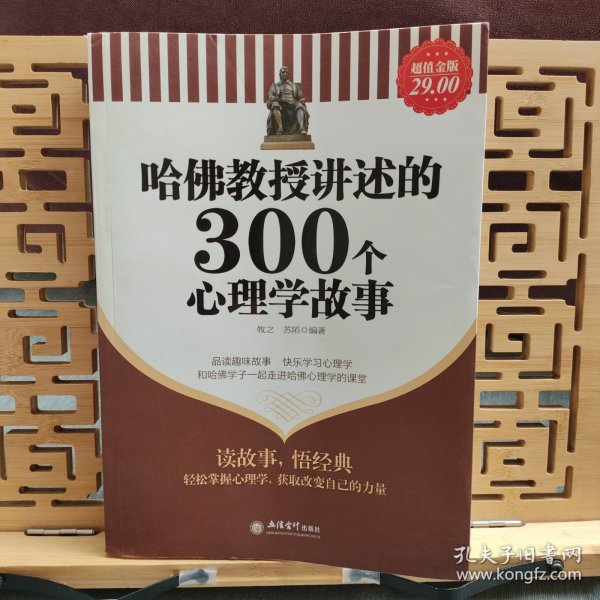 超值金版
29.00
哈佛教授讲述的
300个
心理学故事
牧之 苏陌◎编著
品读趣味故事 快乐学习心理学
和哈佛学子一起走进哈佛心理学的课堂
读故事，悟经典
轻松掌握心理学，获取改变自己的力量
立信会计出版社
孔夫子旧书网
www.kongfz.com